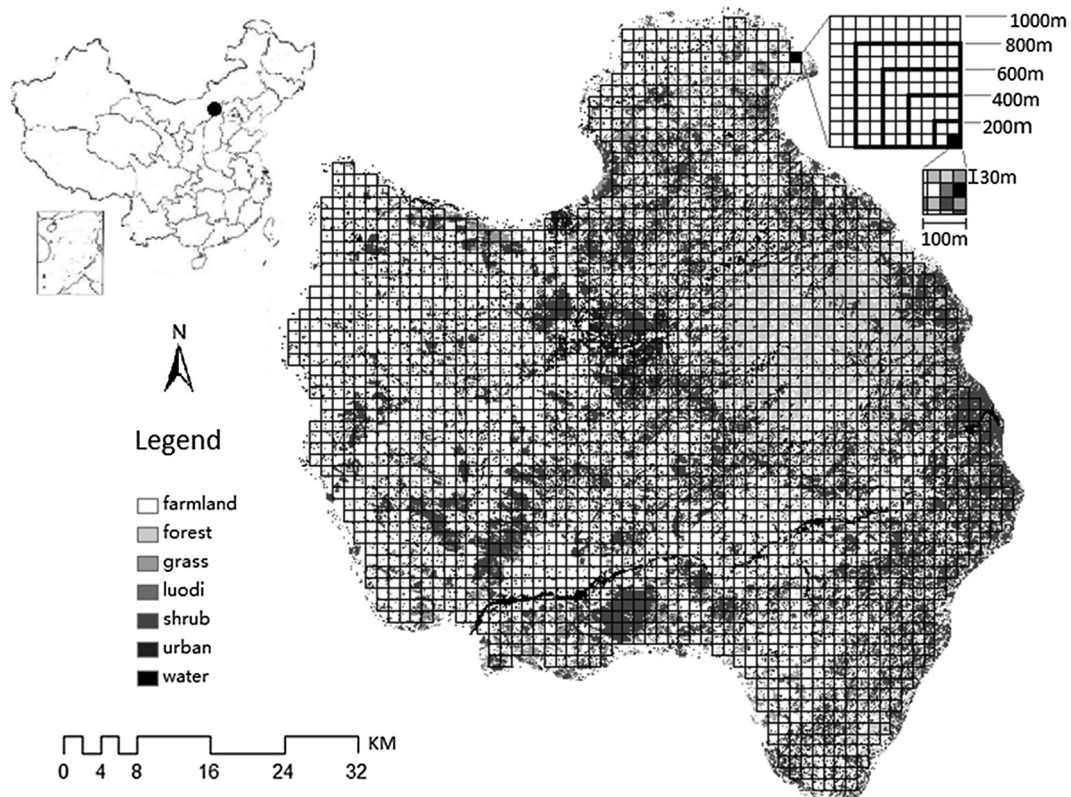 1000m
800m
600m
400m
200m
30m
100m
N
Legend
farmland
forest
grass
luodi
shrub
urban
water
KM
0 4 8 16 24 32